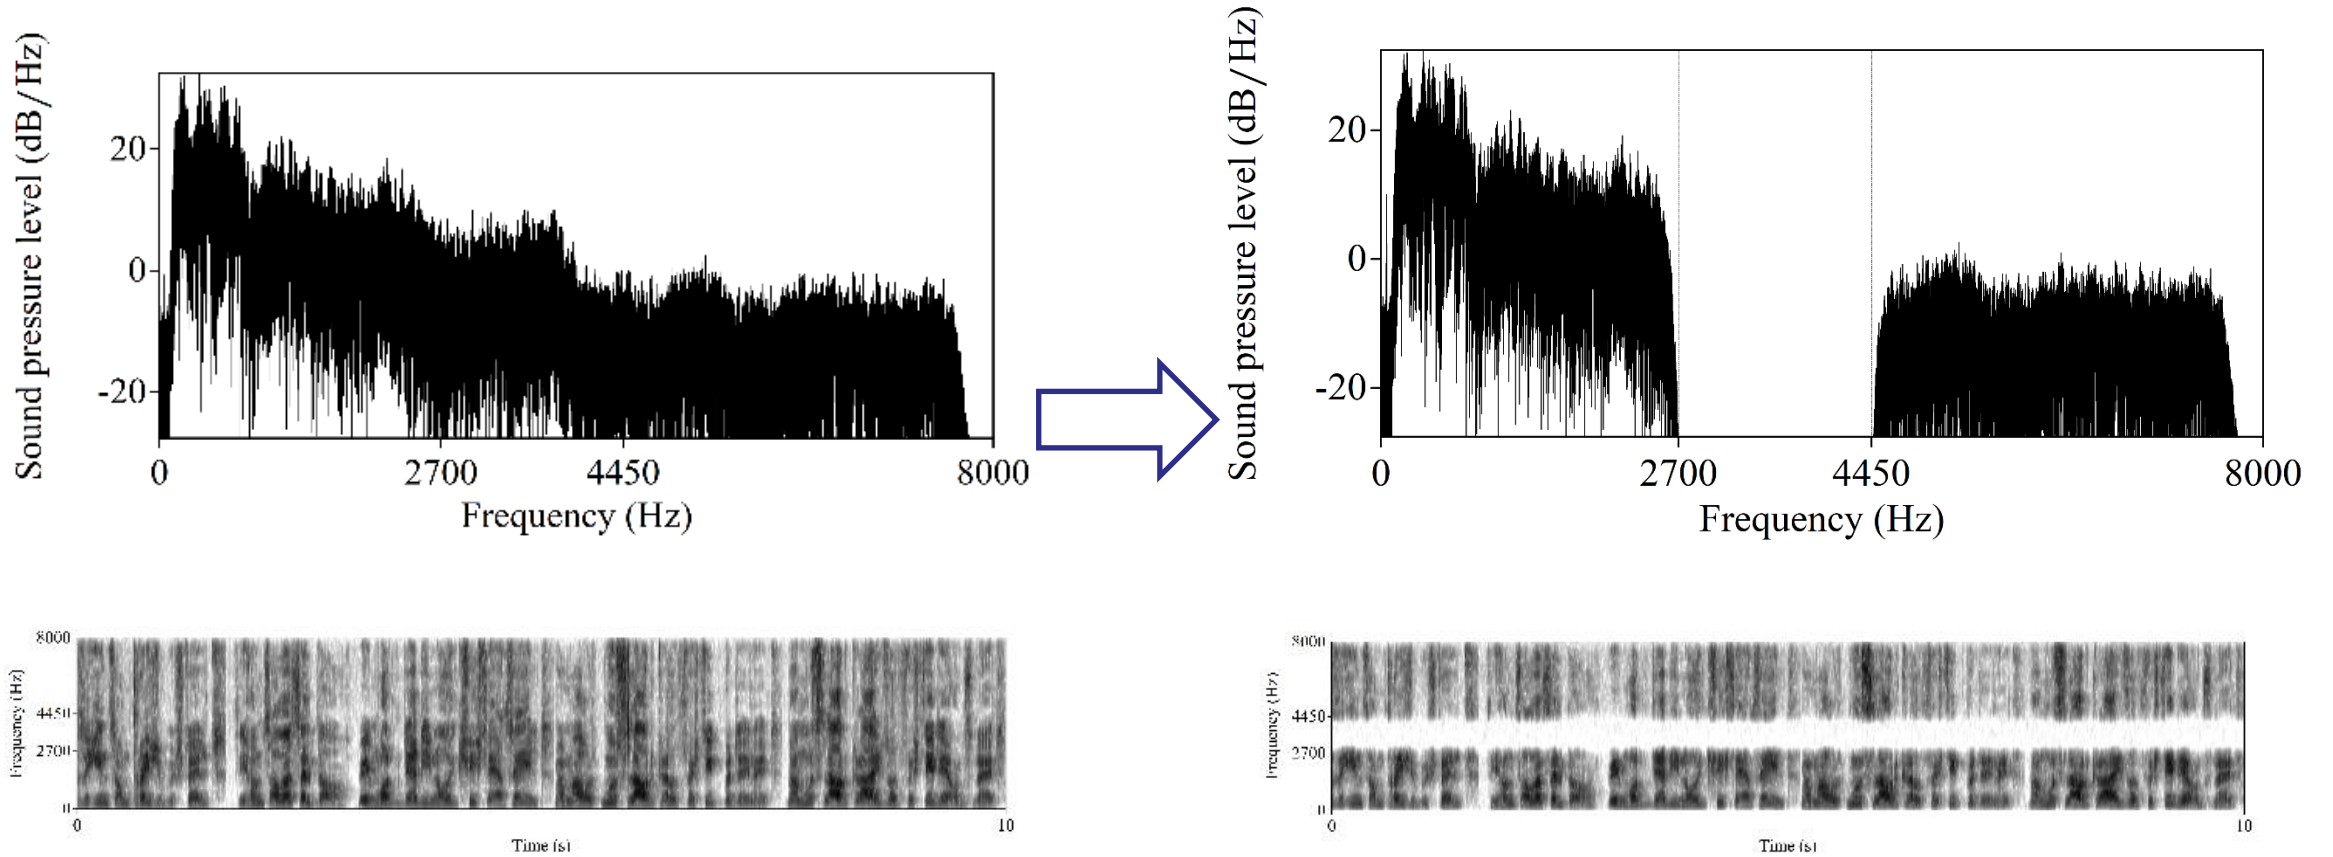 Sound pressure level (dB/Hz)
20
0
-20
0 2700 4450 8000
Frequency (Hz)
Sound pressure level (dB/Hz)
20
0
-20
0 2700 4450 8000
Frequency (Hz)
Frequency (Hz)
8000
4450
2700
0
0 10
Time (s)
Frequency (Hz)
8000
4450
2700
0
0 10
Time (s)